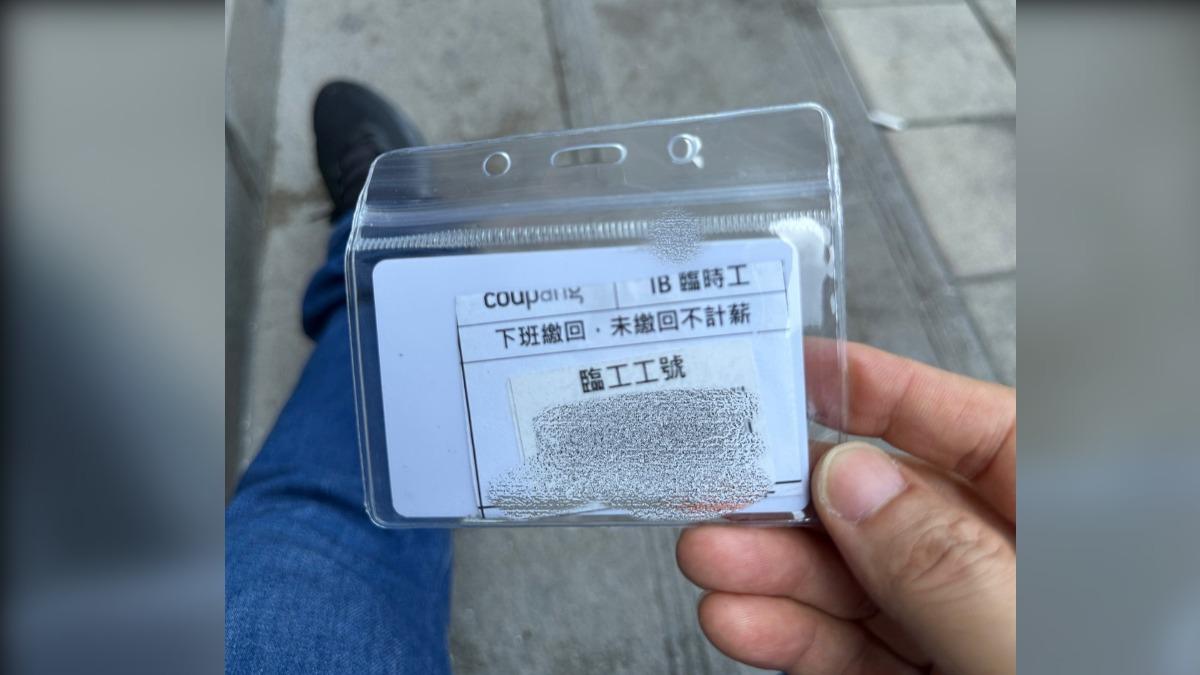 coupang
IB 臨時工
下班繳回．未繳回不計薪
臨工工號